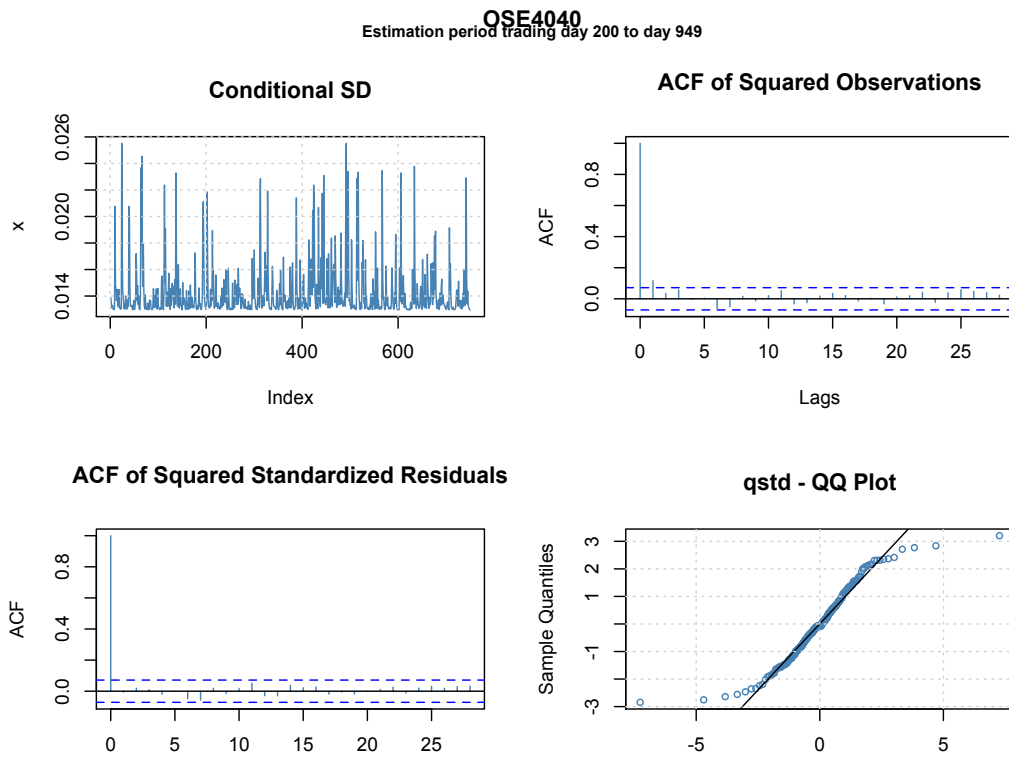 OSE4040
Estimation period trading day 200 to day 949
Conditional SD
x
0.026
0.020
0.014
0 200 400 600
Index
ACF of Squared Observations
ACF
0.8
0.4
0.0
0 5 10 15 20 25
Lags
ACF of Squared Standardized Residuals
ACF
0.8
0.4
0.0
0 5 10 15 20 25
qstd - QQ Plot
Sample Quantiles
3
2
1
-1
-3
-5 0 5